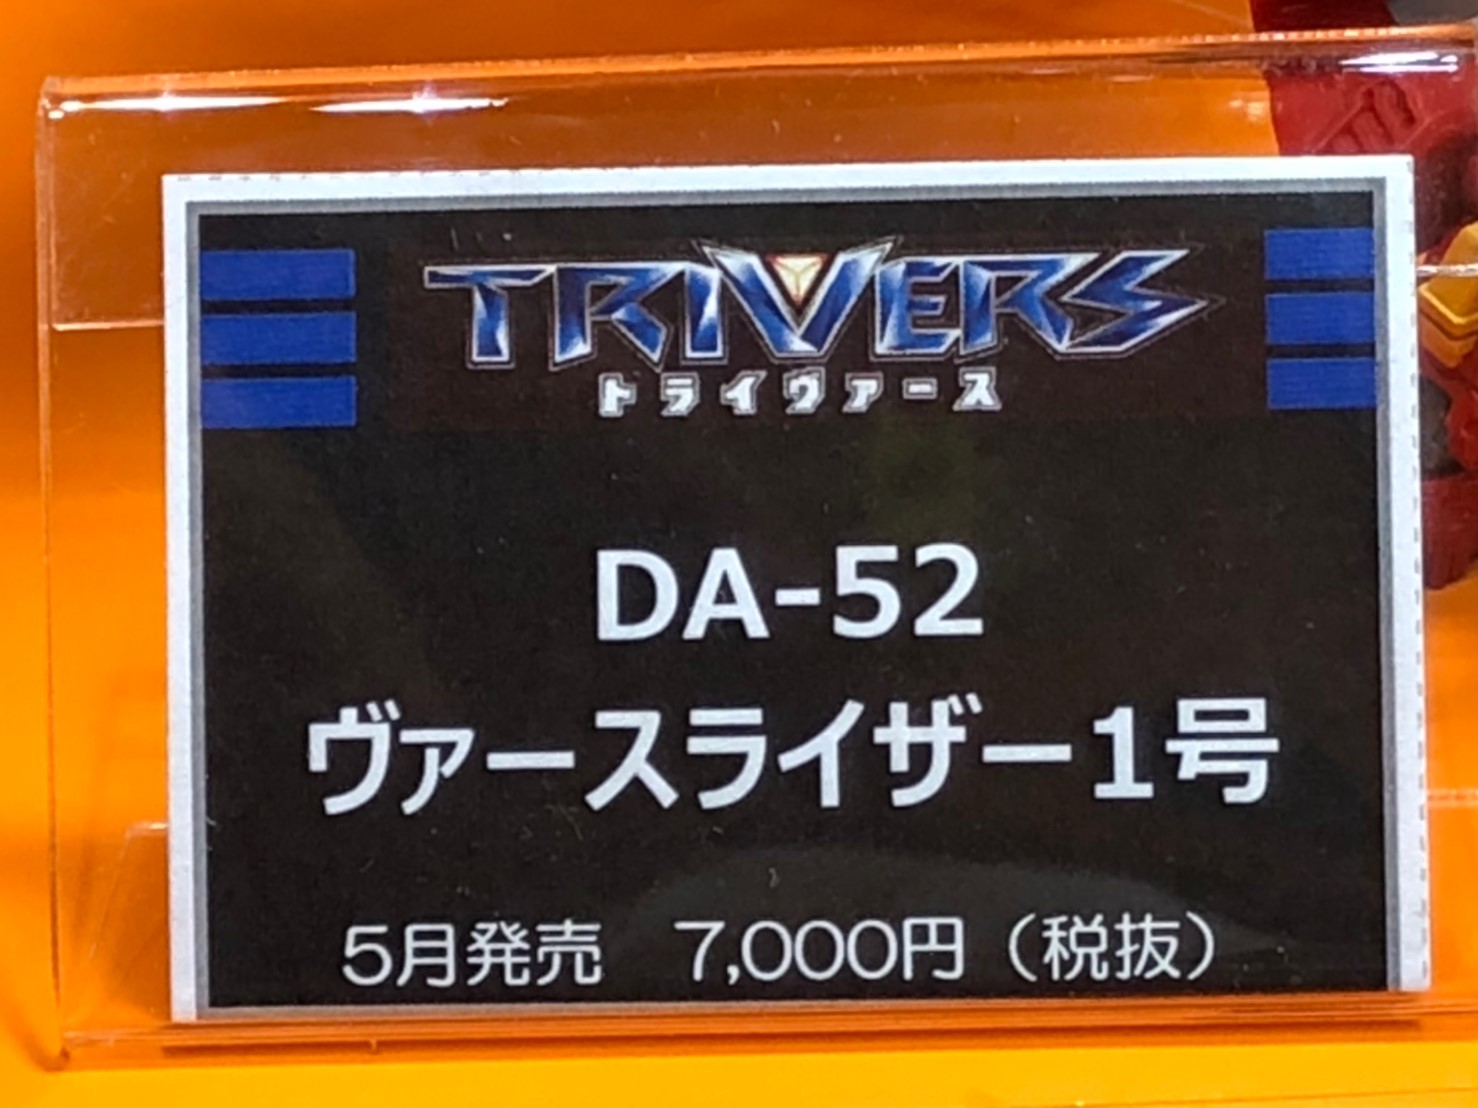 TRIVERS
トライヴァース
DA-52
ヴァースライザー1号
5月発売　7,000円（税抜）